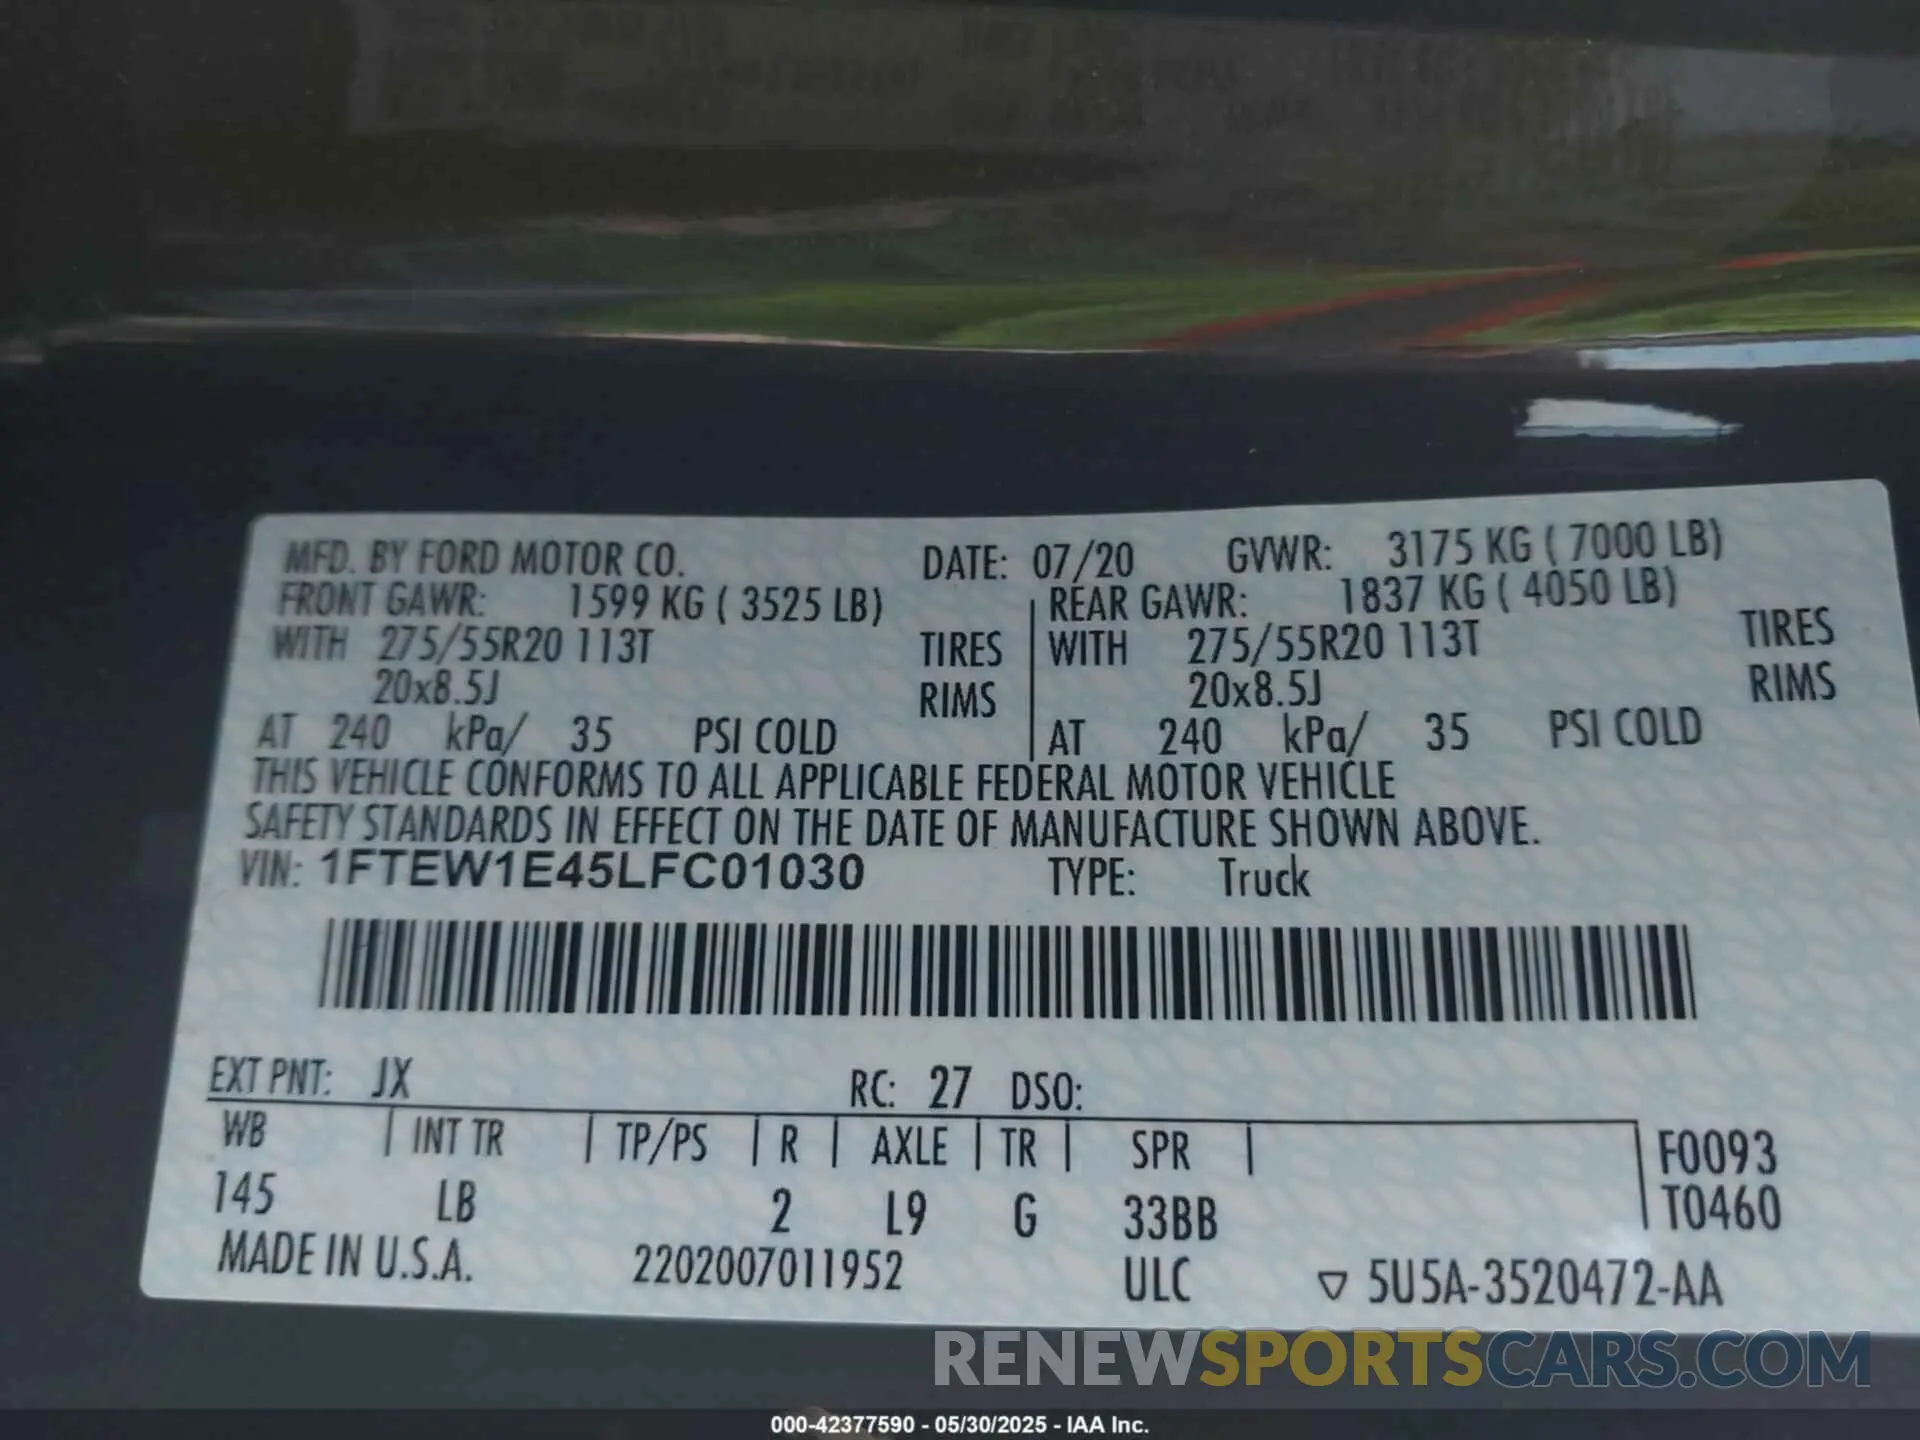 MFD. BY FORD MOTOR CO. DATE: 07/20 GVWR: 3175 KG ( 7000 LB)
FRONT GAWR: 1599 KG ( 3525 LB) REAR GAWR: 1837 KG ( 4050 LB)
WITH 275/55R20 113T TIRES WITH 275/55R20 113T TIRES
20x8.5J RIMS 20x8.5J RIMS
AT 240 kPa/ 35 PSI COLD AT 240 kPa/ 35 PSI COLD
THIS VEHICLE CONFORMS TO ALL APPLICABLE FEDERAL MOTOR VEHICLE
SAFETY STANDARDS IN EFFECT ON THE DATE OF MANUFACTURE SHOWN ABOVE.
VIN: 1FTEW1E45LFC01030 TYPE: Truck
EXT PNT: JX RC: 27 DSO:
WB INT TR TP/PS R AXLE TR SPR F0093
145 LB 2 L9 G 33BB T0460
MADE IN U.S.A. 2202007011952 ULC ▽ 5U5A-3520472-AA
RENEWSPORTSCARS.COM
000-42377590 - 05/30/2025 - IAA Inc.